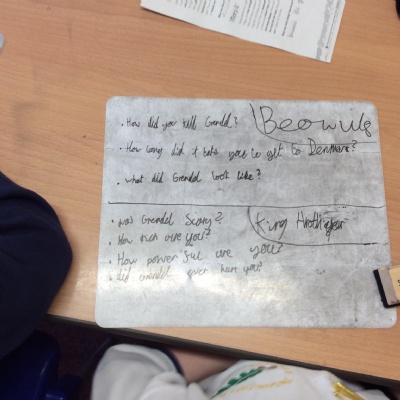 . How did you kill Grendel?
Beowulf
. How long did it take you to get to Denmark?
. what did Grendel look like?
. was Grendel Scary?
King Hrothgar
. How rich are you?
. How powerful are you?
. did Grendel ever hurt you?